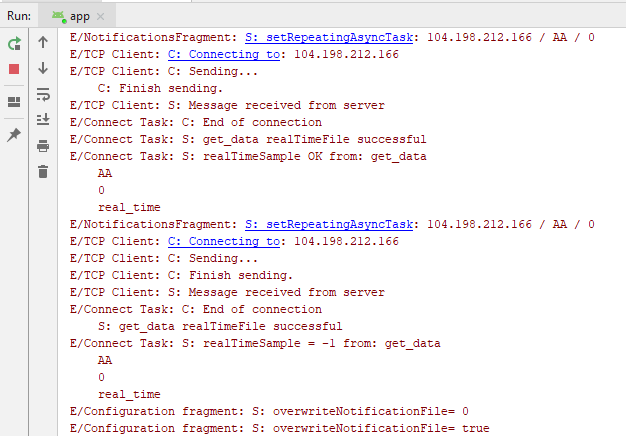 Run: app
E/NotificationsFragment: S: setRepeatingAsyncTask: 104.198.212.166 / AA / 0
E/TCP Client: C: Connecting to: 104.198.212.166
E/TCP Client: C: Sending...
C: Finish sending.
E/TCP Client: S: Message received from server
E/Connect Task: C: End of connection
E/Connect Task: S: get_data realTimeFile successful
E/Connect Task: S: realTimeSample OK from: get_data
AA
0
real_time
E/NotificationsFragment: S: setRepeatingAsyncTask: 104.198.212.166 / AA / 0
E/TCP Client: C: Connecting to: 104.198.212.166
E/TCP Client: C: Sending...
E/TCP Client: C: Finish sending.
E/TCP Client: S: Message received from server
E/Connect Task: C: End of connection
S: get_data realTimeFile successful
E/Connect Task: S: realTimeSample = -1 from: get_data
AA
0
real_time
E/Configuration fragment: S: overwriteNotificationFile= 0
E/Configuration fragment: S: overwriteNotificationFile= true